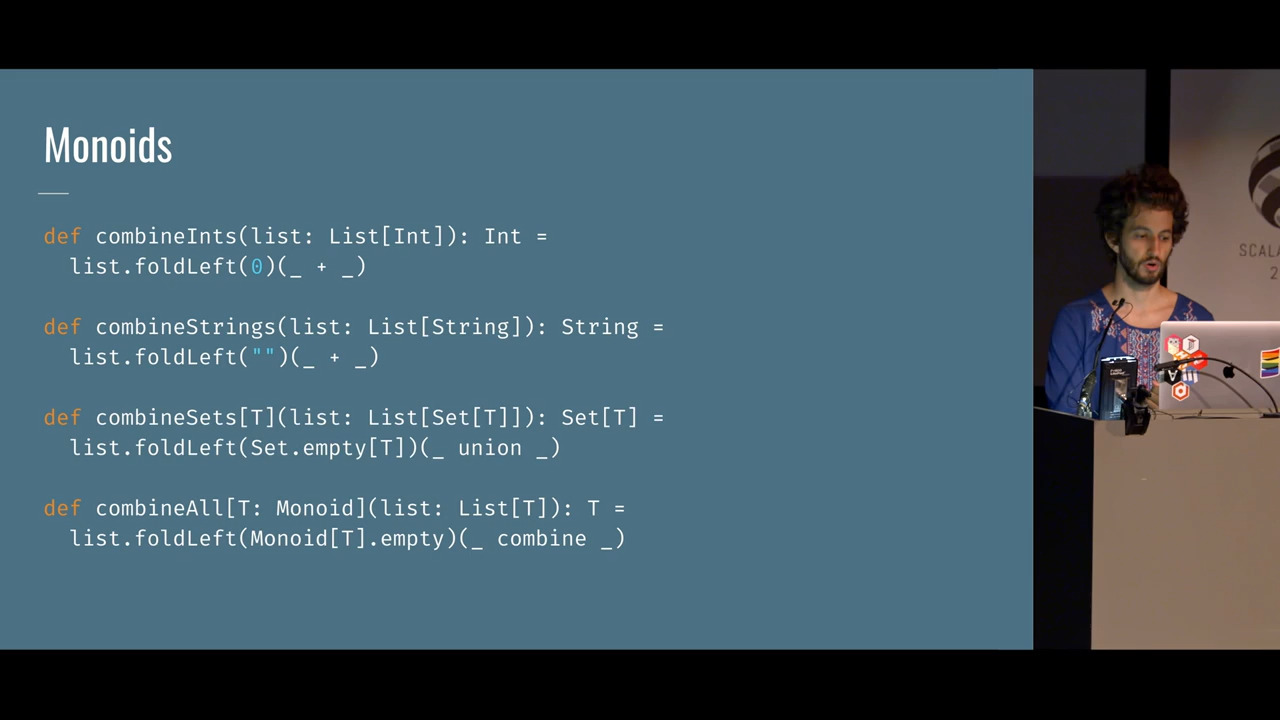 Monoids
def combineInts(list: List[Int]): Int =
  list.foldLeft(0)(_ + _)
def combineStrings(list: List[String]): String =
  list.foldLeft("")(_ + _)
def combineSets[T](list: List[Set[T]]): Set[T] =
  list.foldLeft(Set.empty[T])(_ union _)
def combineAll[T: Monoid](list: List[T]): T =
  list.foldLeft(Monoid[T].empty)(_ combine _)
SCALA